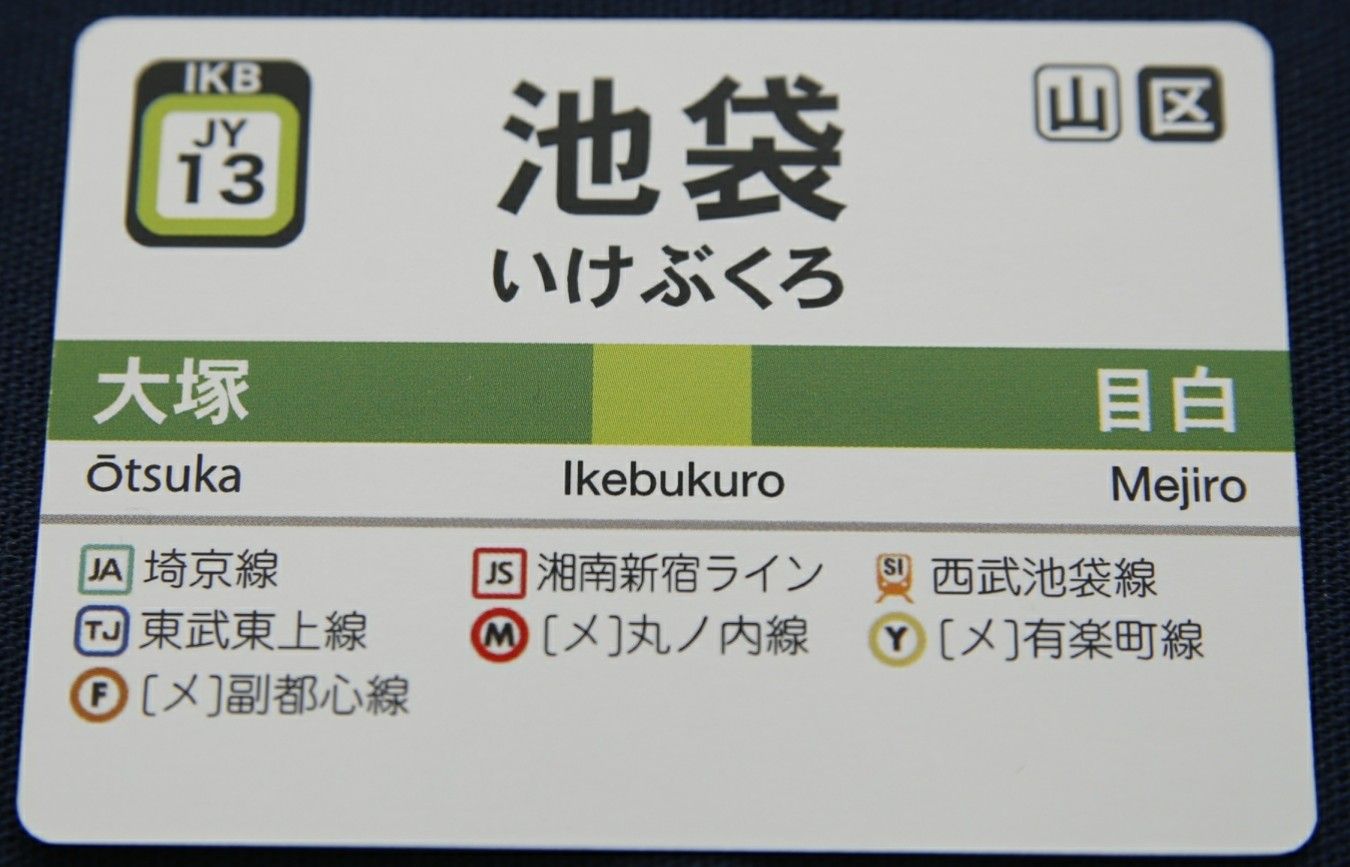 IKB
JY
13
池袋
山 区
いけぶくろ
大塚 目白
Ōtsuka Ikebukuro Mejiro
JA 埼京線 JS 湘南新宿ライン SI 西武池袋線
TJ 東武東上線 M [メ]丸ノ内線 Y [メ]有楽町線
F [メ]副都心線